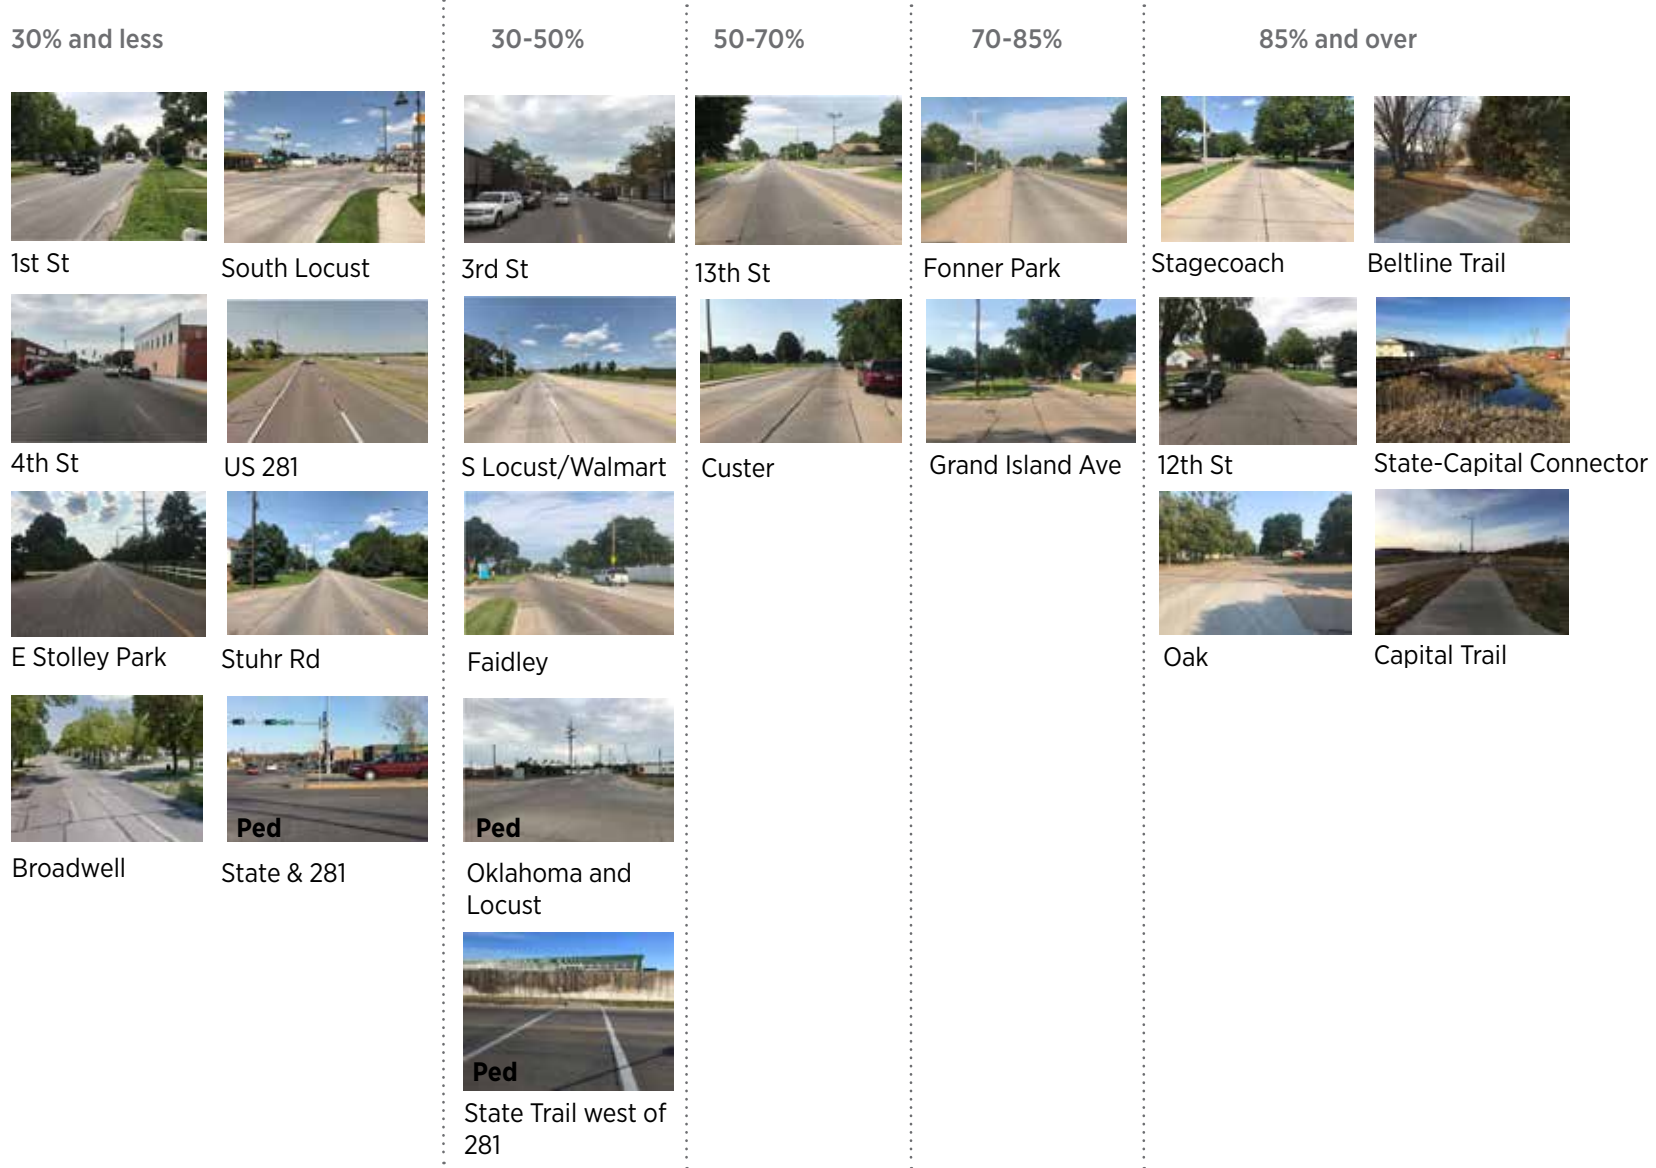 30% and less
30-50%
50-70%
70-85%
85% and over
1st St
South Locust
3rd St
13th St
Fonner Park
Stagecoach
Beltline Trail
4th St
US 281
S Locust/Walmart
Custer
Grand Island Ave
12th St
State-Capital Connector
E Stolley Park
Stuhr Rd
Faidley
Oak
Capital Trail
Ped
Ped
Broadwell
State & 281
Oklahoma and
Locust
Ped
State Trail west of
281